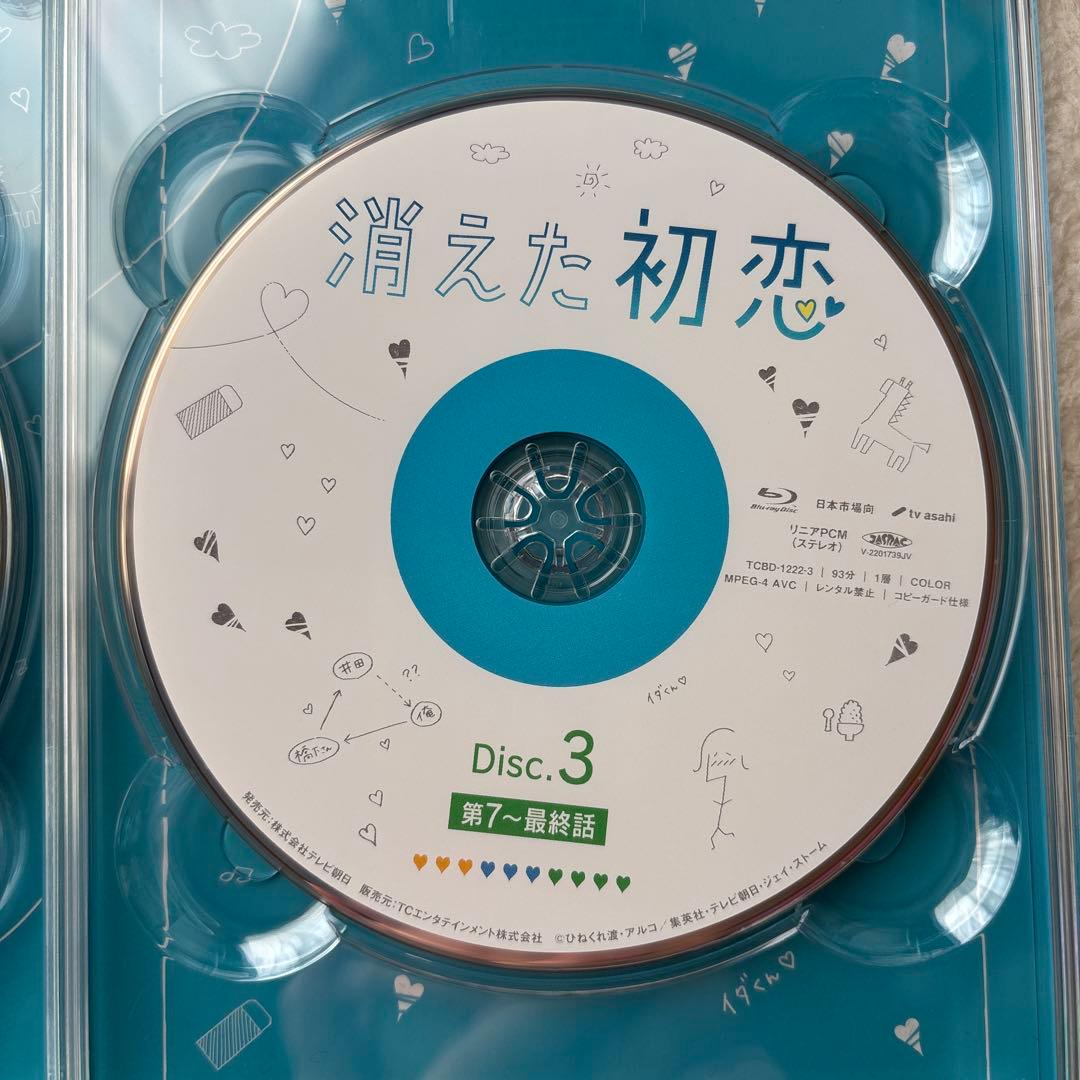 消えた初恋
Blu-ray Disc
日本市場向
tv asahi
リニアPCM
(ステレオ)
JASRAC
V-2201739JV
TCBD-1222-3 | 93分 | 1層 | COLOR
MPEG-4 AVC | レンタル禁止 | コピーガード仕様
井田
??
俺
橋下さん
イダくん♡
Disc.3
第7〜最終話
発売元:株式会社テレビ朝日 販売元:TCエンタテインメント株式会社 ©ひねくれ渡・アルコ/集英社・テレビ朝日・ジェイ・ストーム
イダくん♡